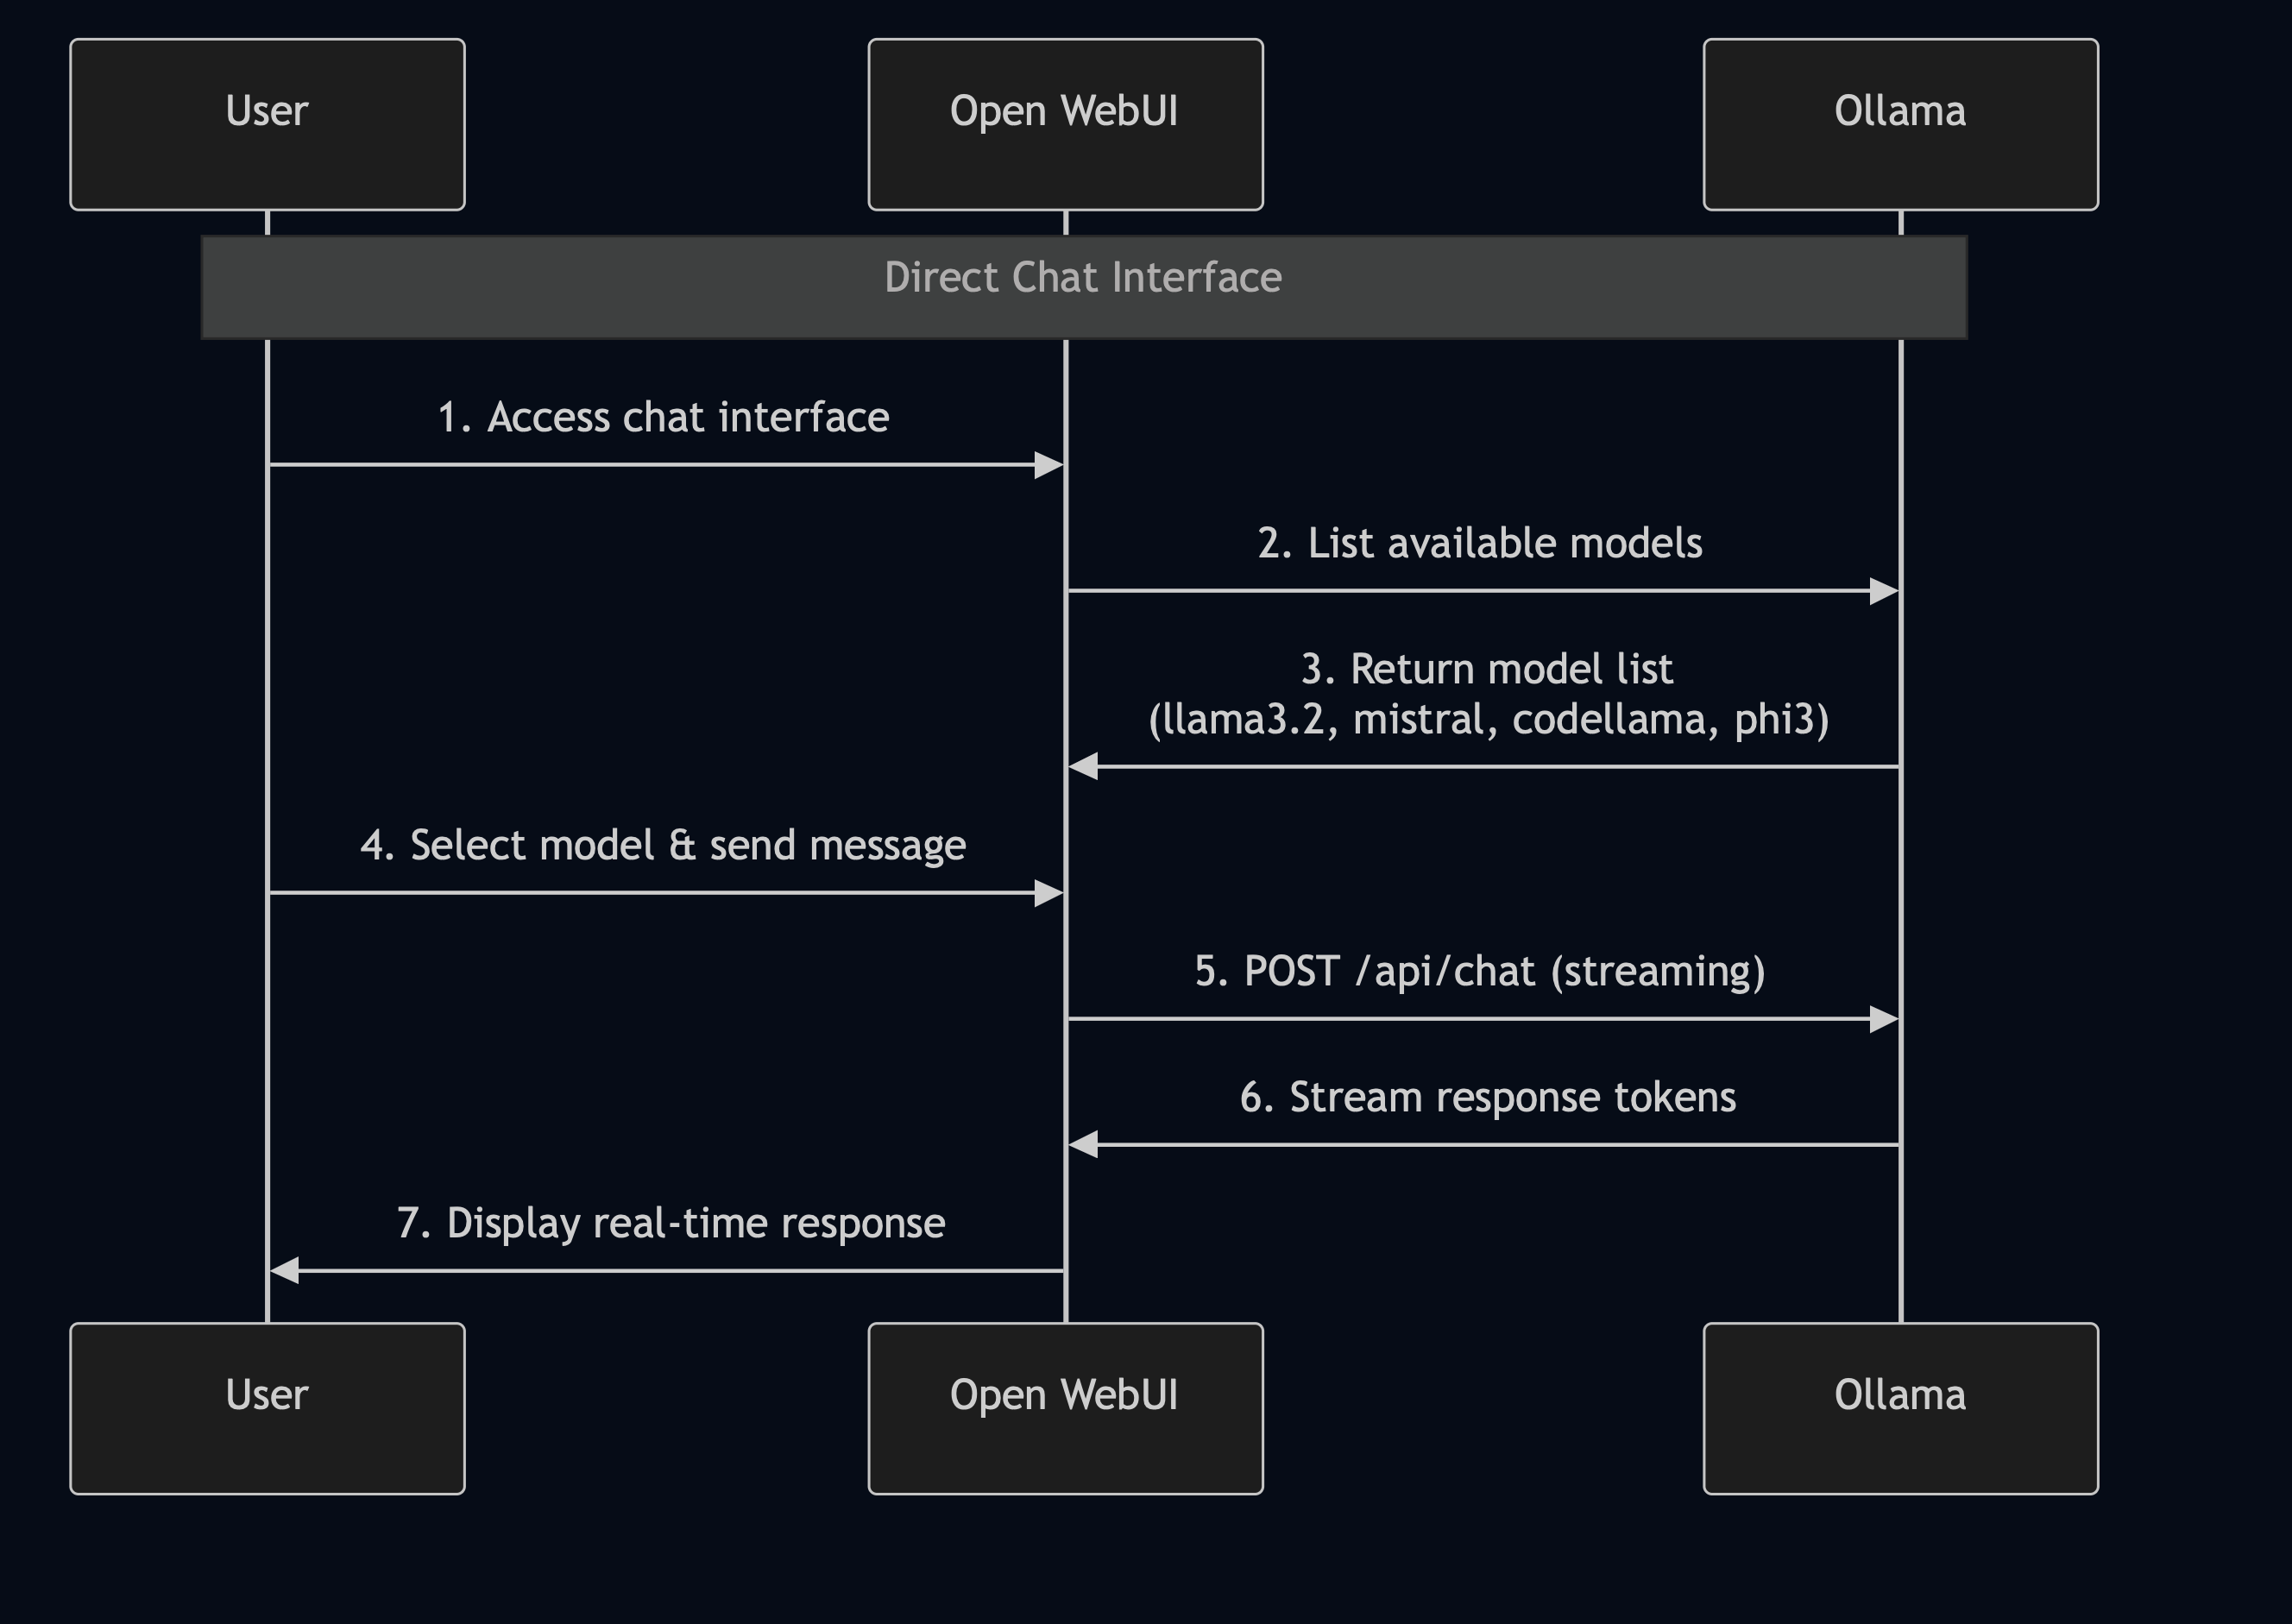 User
Open WebUI
Ollama
Direct Chat Interface
1. Access chat interface
2. List available models
3. Return model list
(llama3.2, mistral, codellama, phi3)
4. Select model & send message
5. POST /api/chat (streaming)
6. Stream response tokens
7. Display real-time response
User
Open WebUI
Ollama